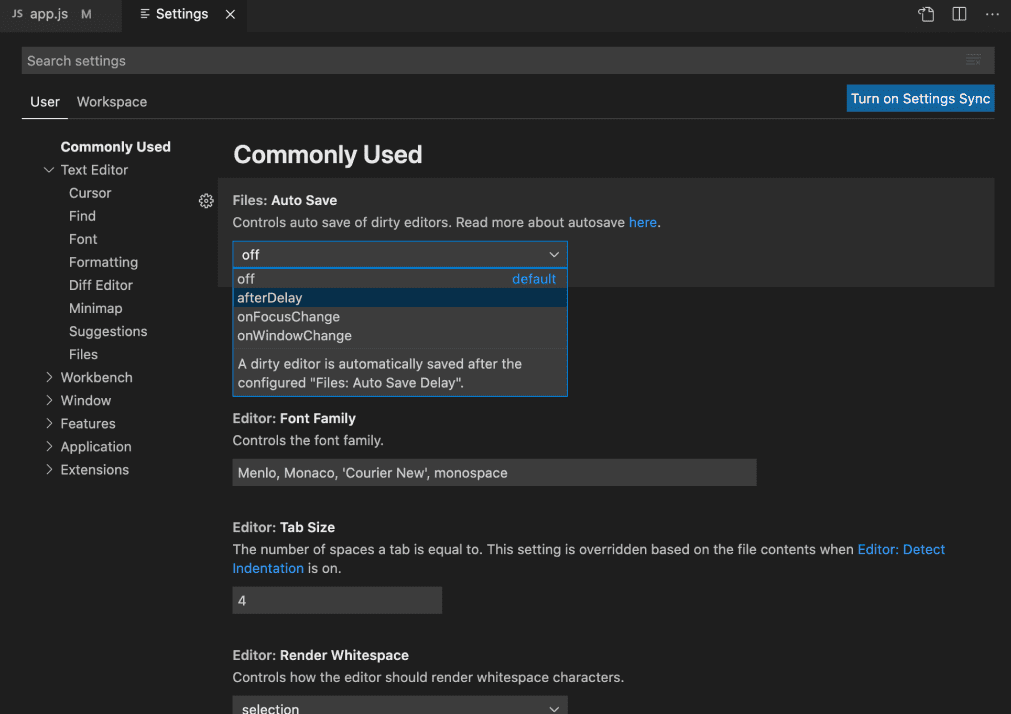 JS app.js M
Settings
Search settings
User
Workspace
Turn on Settings Sync
Commonly Used
Text Editor
Cursor
Find
Font
Formatting
Diff Editor
Minimap
Suggestions
Files
Workbench
Window
Features
Application
Extensions
Commonly Used
Files: Auto Save
Controls auto save of dirty editors. Read more about autosave here.
off
off default
afterDelay
onFocusChange
onWindowChange
A dirty editor is automatically saved after the
configured "Files: Auto Save Delay".
Editor: Font Family
Controls the font family.
Menlo, Monaco, 'Courier New', monospace
Editor: Tab Size
The number of spaces a tab is equal to. This setting is overridden based on the file contents when Editor: Detect
Indentation is on.
4
Editor: Render Whitespace
Controls how the editor should render whitespace characters.
selection